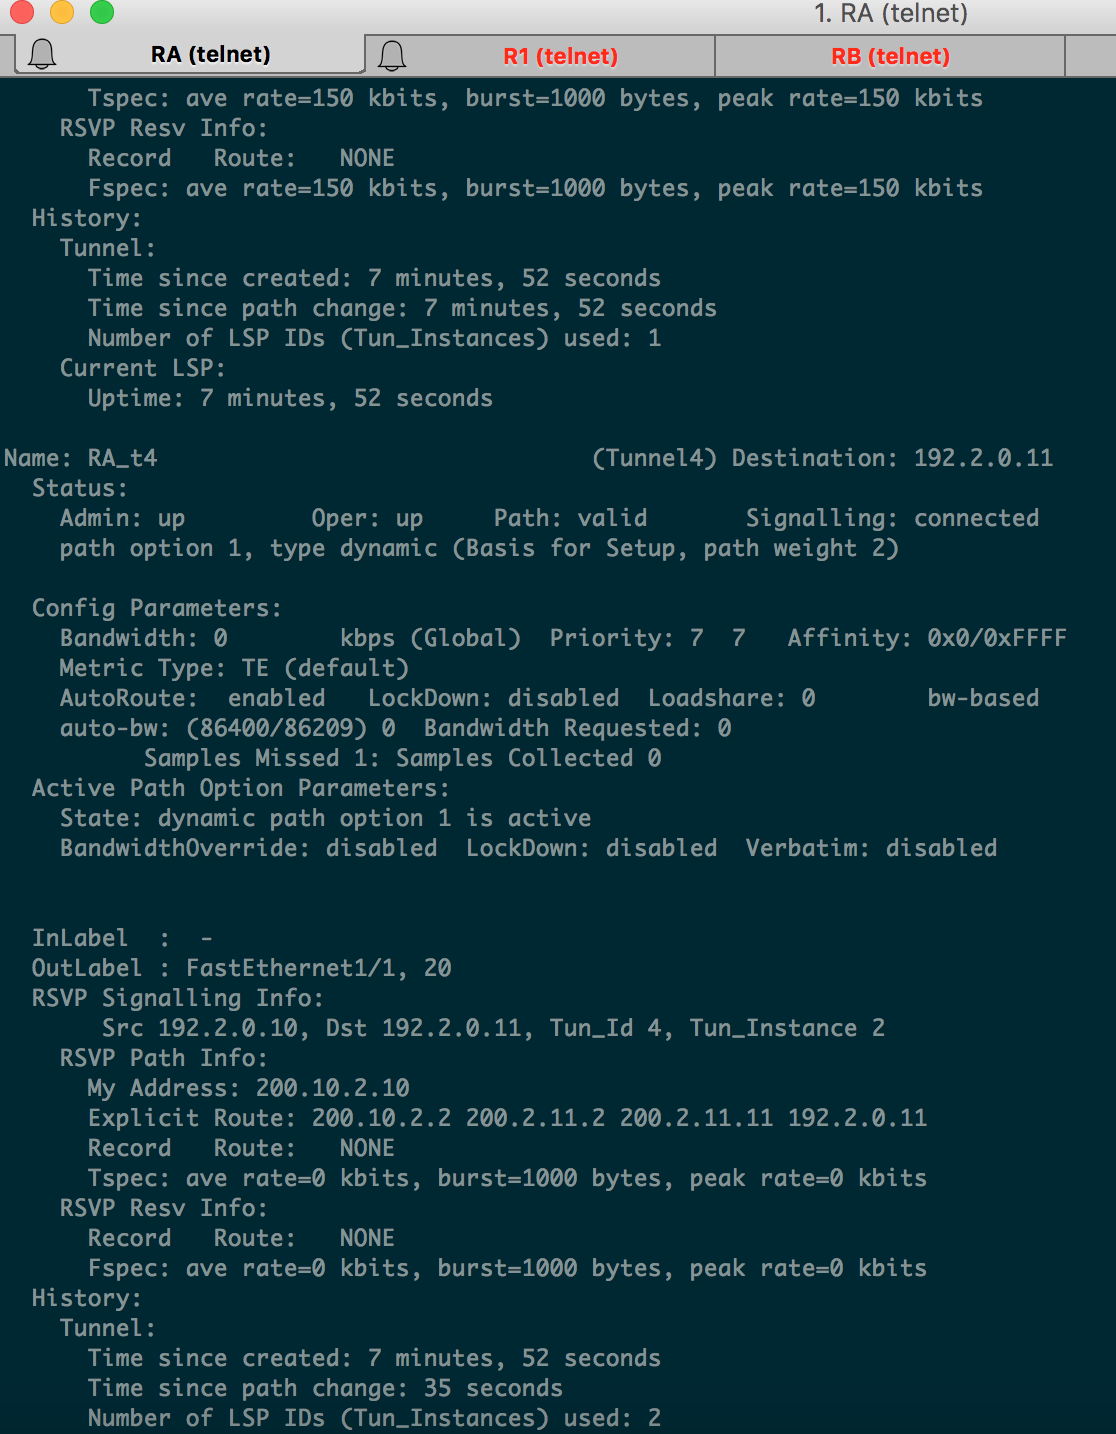 1. RA (telnet)
RA (telnet) R1 (telnet) RB (telnet)
Tspec: ave rate=150 kbits, burst=1000 bytes, peak rate=150 kbits
RSVP Resv Info:
Record   Route:   NONE
Fspec: ave rate=150 kbits, burst=1000 bytes, peak rate=150 kbits
History:
Tunnel:
Time since created: 7 minutes, 52 seconds
Time since path change: 7 minutes, 52 seconds
Number of LSP IDs (Tun_Instances) used: 1
Current LSP:
Uptime: 7 minutes, 52 seconds
Name: RA_t4                               (Tunnel4) Destination: 192.2.0.11
Status:
Admin: up         Oper: up     Path: valid       Signalling: connected
path option 1, type dynamic (Basis for Setup, path weight 2)
Config Parameters:
Bandwidth: 0        kbps (Global)  Priority: 7  7   Affinity: 0x0/0xFFFF
Metric Type: TE (default)
AutoRoute:  enabled   LockDown: disabled  Loadshare: 0        bw-based
auto-bw: (86400/86209) 0  Bandwidth Requested: 0
Samples Missed 1: Samples Collected 0
Active Path Option Parameters:
State: dynamic path option 1 is active
BandwidthOverride: disabled  LockDown: disabled  Verbatim: disabled
InLabel  :  -
OutLabel : FastEthernet1/1, 20
RSVP Signalling Info:
Src 192.2.0.10, Dst 192.2.0.11, Tun_Id 4, Tun_Instance 2
RSVP Path Info:
My Address: 200.10.2.10
Explicit Route: 200.10.2.2 200.2.11.2 200.2.11.11 192.2.0.11
Record   Route:   NONE
Tspec: ave rate=0 kbits, burst=1000 bytes, peak rate=0 kbits
RSVP Resv Info:
Record   Route:   NONE
Fspec: ave rate=0 kbits, burst=1000 bytes, peak rate=0 kbits
History:
Tunnel:
Time since created: 7 minutes, 52 seconds
Time since path change: 35 seconds
Number of LSP IDs (Tun_Instances) used: 2